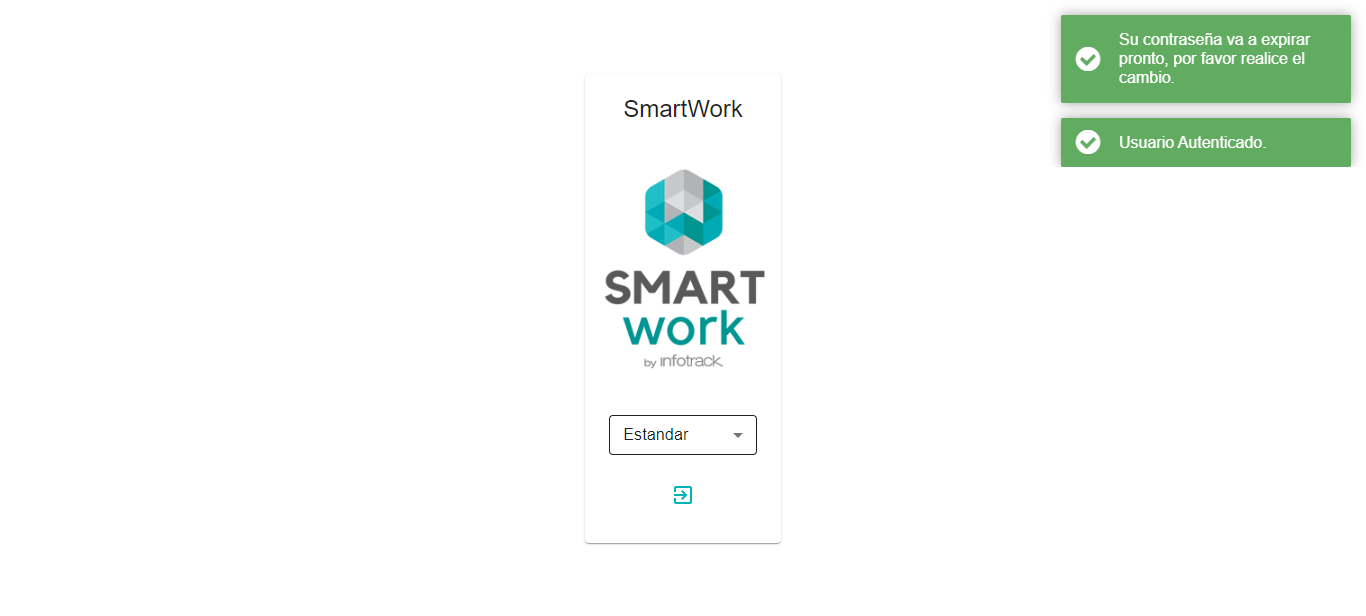 SmartWork
SMART
work
by infotrack
Estandar
Su contraseña va a expirar
pronto, por favor realice el
cambio.
Usuario Autenticado.